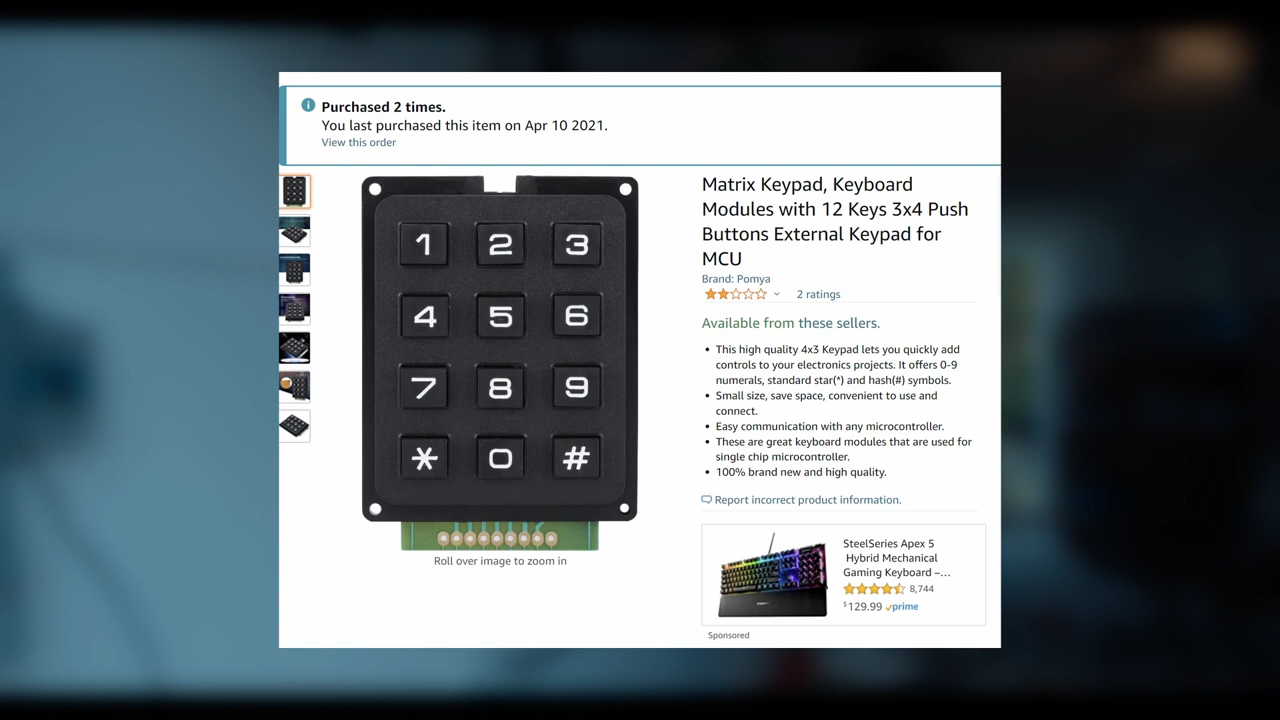 Purchased 2 times.
You last purchased this item on Apr 10 2021.
View this order
Matrix Keypad, Keyboard
Modules with 12 Keys 3x4 Push
Buttons External Keypad for
MCU
Brand: Pomya
2 ratings
Available from these sellers.
• This high quality 4x3 Keypad lets you quickly add
controls to your electronics projects. It offers 0-9
numerals, standard star(*) and hash(#) symbols.
• Small size, save space, convenient to use and
connect.
• Easy communication with any microcontroller.
• These are great keyboard modules that are used for
single chip microcontroller.
• 100% brand new and high quality.
Report incorrect product information.
1 2 3
4 5 6
7 8 9
* 0 #
Roll over image to zoom in
SteelSeries Apex 5
Hybrid Mechanical
Gaming Keyboard –...
8,744
$129.99 prime
Sponsored